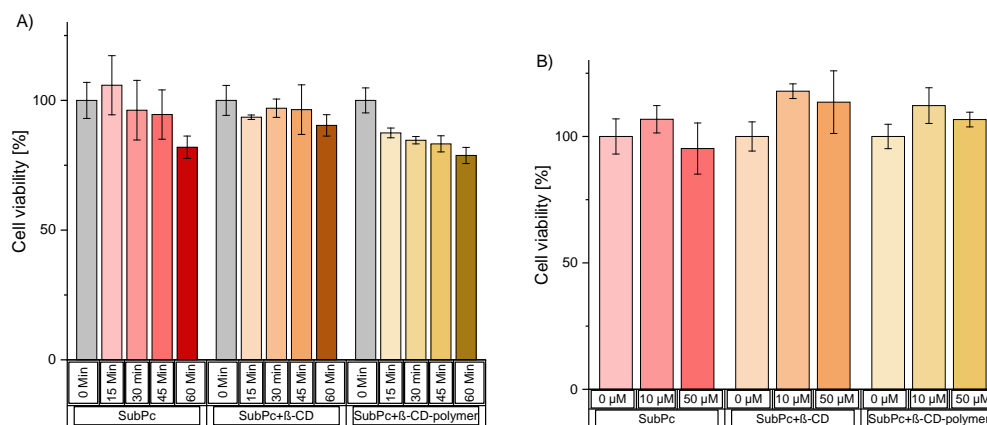 A)
Cell viability [%]
100
50
0
0 Min
15 Min
30 min
45 Min
60 Min
0 Min
15 Min
30 min
45 Min
60 Min
0 Min
15 Min
30 min
45 Min
60 Min
SubPc
SubPc+ß-CD
SubPc+ß-CD-polymer
B)
Cell viability [%]
100
50
0
0 µM 10 µM 50 µM 0 µM 10 µM 50 µM 0 µM 10 µM 50 µM
SubPc SubPc+ß-CD SubPc+ß-CD-polymer